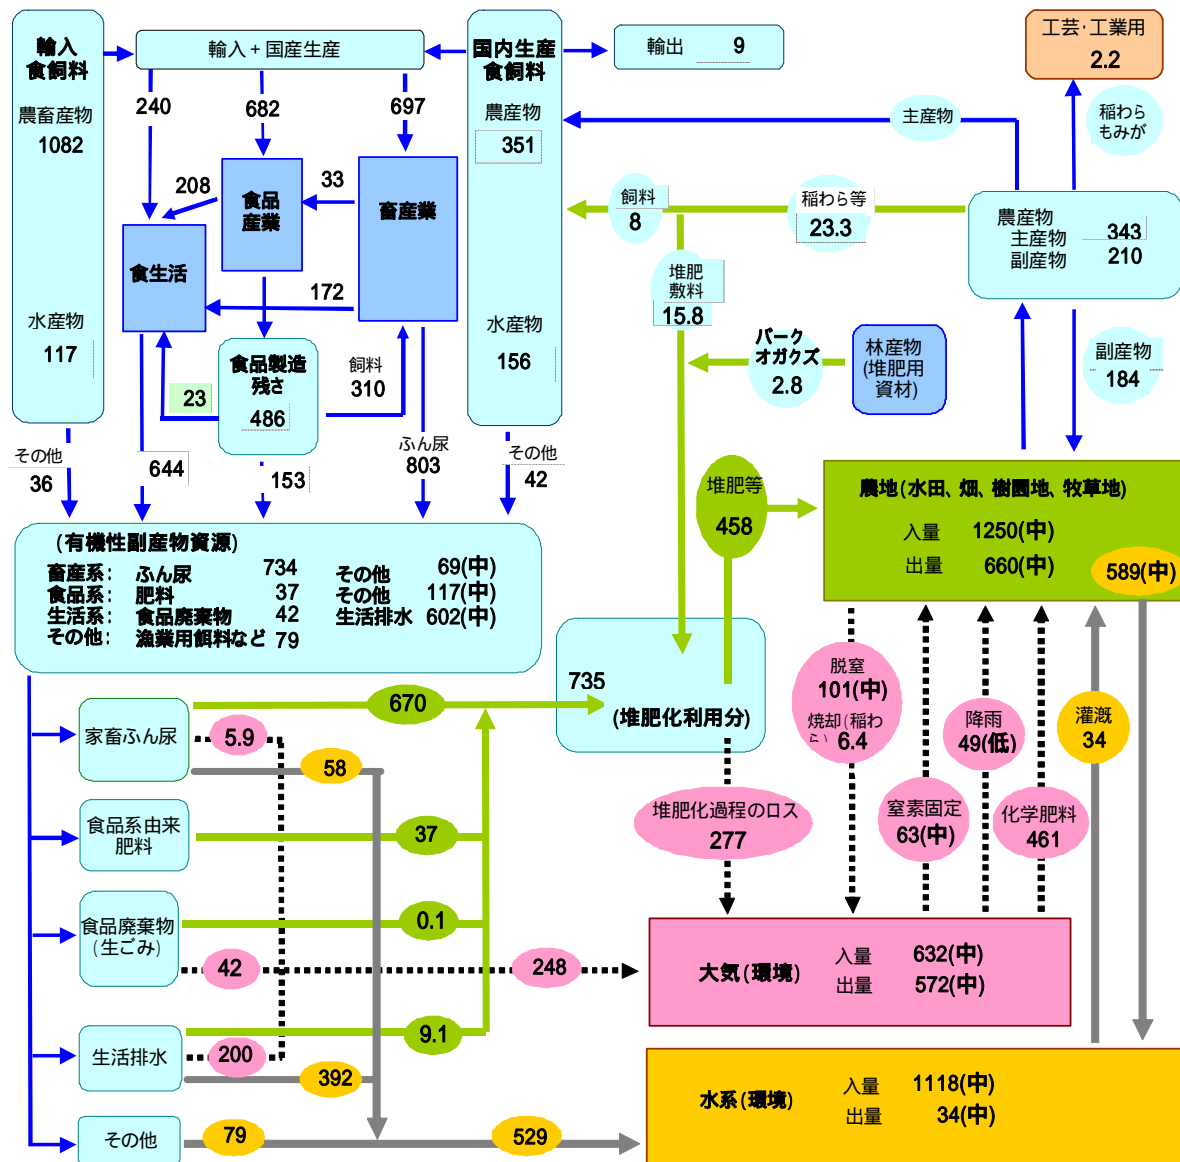 輸入
食飼料
農畜産物
1082
水産物
117
輸入＋国産生産
240
682
697
国内生産
食飼料
農産物
351
水産物
156
輸出 9
工芸・工業用
2.2
主産物
稲わら
もみが
208
食品
産業
33
畜産業
食生活
172
飼料
8
稲わら等
23.3
農産物
主産物 343
副産物 210
堆肥
敷料
15.8
バーク
オガクズ
2.8
林産物
(堆肥用
資材)
副産物
184
23
食品製造
残さ
486
飼料
310
その他
36
644
153
ふん尿
803
その他
42
堆肥等
458
農地(水田、畑、樹園地、牧草地)
入量 1250(中)
出量 660(中)
589(中)
(有機性副産物資源)
畜産系: ふん尿 734 その他 69(中)
食品系: 肥料 37 その他 117(中)
生活系: 食品廃棄物 42 生活排水 602(中)
その他: 漁業用餌料など 79
735
(堆肥化利用分)
脱窒
101(中)
焼却(稲わ
ら) 6.4
降雨
49(低)
灌漑
34
家畜ふん尿
670
5.9
58
堆肥化過程のロス
277
窒素固定
63(中)
化学肥料
461
食品系由来
肥料
37
食品廃棄物
(生ごみ)
0.1
42
248
大気(環境)
入量 632(中)
出量 572(中)
生活排水
9.1
200
392
水系(環境)
入量 1118(中)
出量 34(中)
その他
79
529